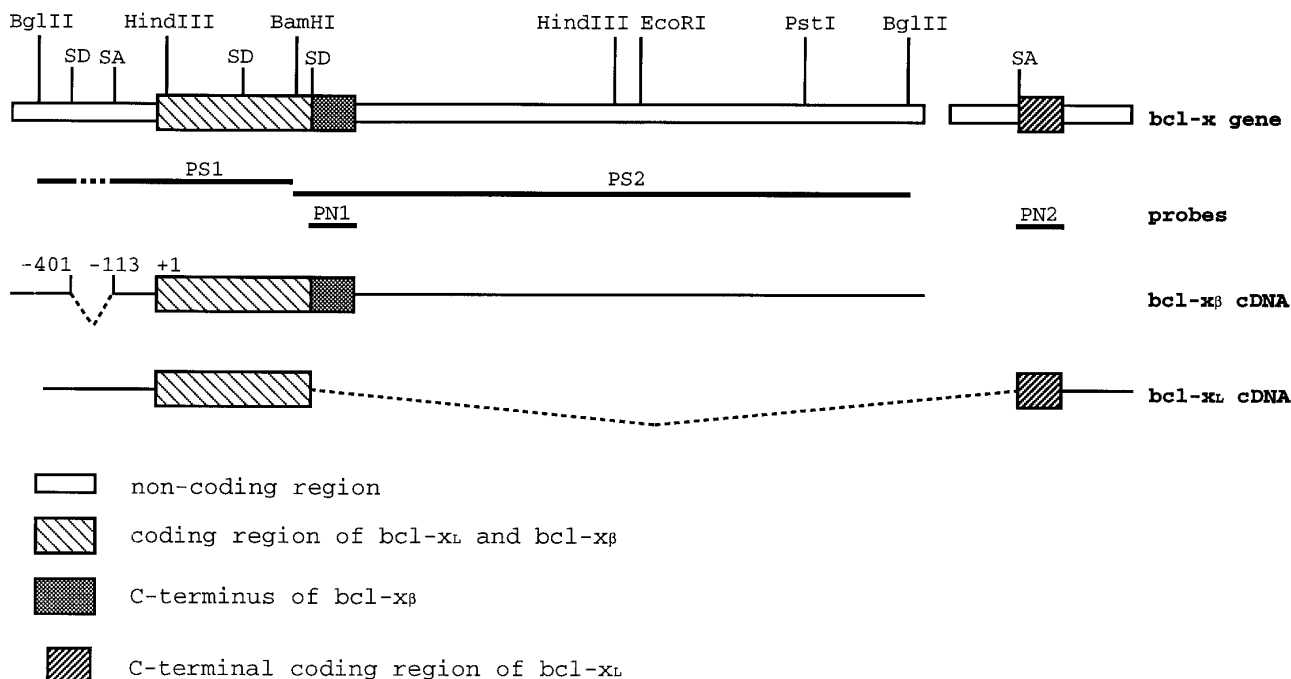 BglII HindIII BamHI HindIII EcoRI PstI BglII
SD SA SD SD SA
bcl-x gene
PS1 PS2
PN1 PN2 probes
-401 -113 +1
bcl-xβ cDNA
bcl-xL cDNA
non-coding region
coding region of bcl-xL and bcl-xβ
C-terminus of bcl-xβ
C-terminal coding region of bcl-xL